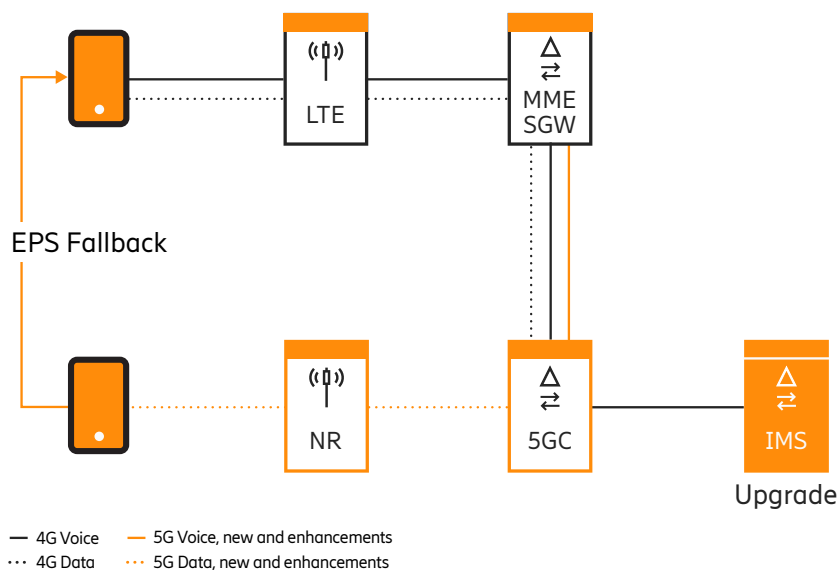 LTE
MME
SGW
EPS Fallback
NR
5GC
IMS
Upgrade
4G Voice
5G Voice, new and enhancements
4G Data
5G Data, new and enhancements